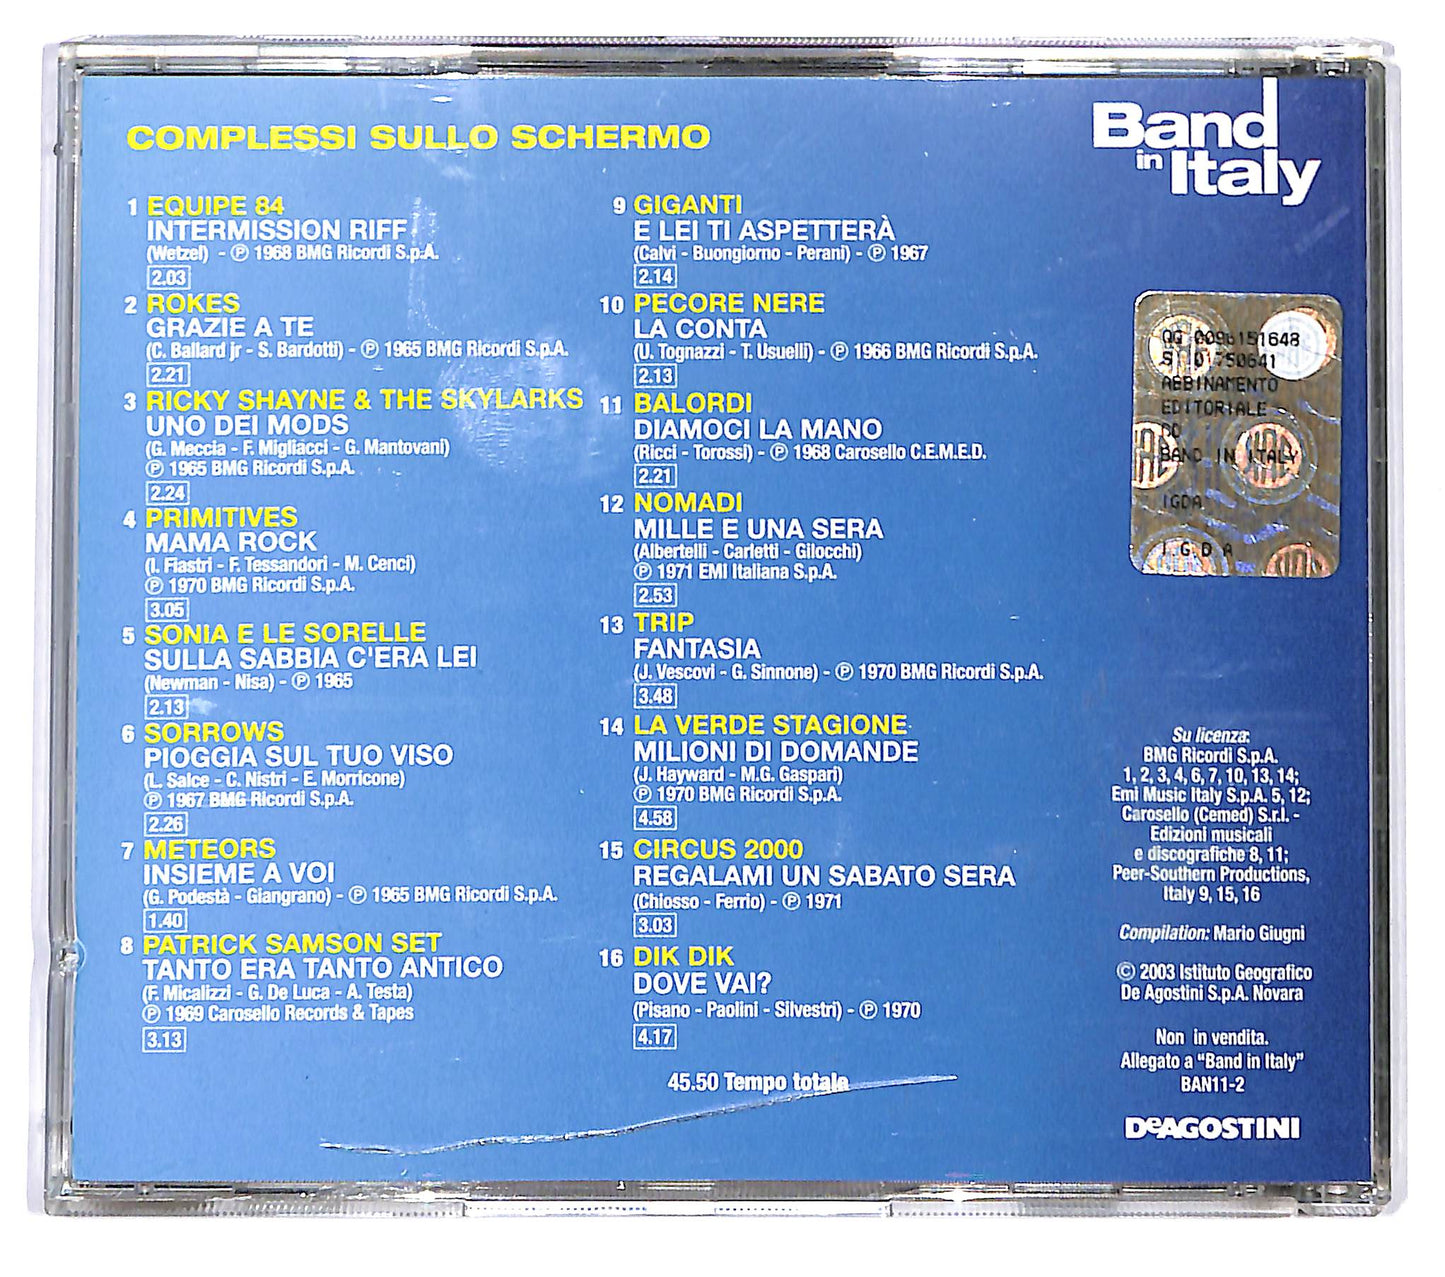 COMPLESSI SULLO SCHERMO
1 EQUIPE 84
INTERMISSION RIFF
(Wetzel) - ℗ 1968 BMG Ricordi S.p.A.
2.03
2 ROKES
GRAZIE A TE
(C. Ballard jr - S. Bardotti) - ℗ 1965 BMG Ricordi S.p.A.
2.21
3 RICKY SHAYNE & THE SKYLARKS
UNO DEI MODS
(G. Meccia - F. Migliacci - G. Mantovani)
℗ 1965 BMG Ricordi S.p.A.
2.24
4 PRIMITIVES
MAMA ROCK
(I. Fiastri - F. Tessandori - M. Cenci)
℗ 1970 BMG Ricordi S.p.A.
3.05
5 SONIA E LE SORELLE
SULLA SABBIA C'ERA LEI
(Newman - Nisa) - ℗ 1965
2.13
6 SORROWS
PIOGGIA SUL TUO VISO
(L. Salce - C. Nistri - E. Morricone)
℗ 1967 BMG Ricordi S.p.A.
2.26
7 METEORS
INSIEME A VOI
(G. Podestà - Giangrano) - ℗ 1965 BMG Ricordi S.p.A.
1.40
8 PATRICK SAMSON SET
TANTO ERA TANTO ANTICO
(F. Micalizzi - G. De Luca - A. Testa)
℗ 1969 Carosello Records & Tapes
3.13
9 GIGANTI
E LEI TI ASPETTERÀ
(Calvi - Buongiorno - Perani) - ℗ 1967
2.14
10 PECORE NERE
LA CONTA
(U. Tognazzi - T. Usuelli) - ℗ 1966 BMG Ricordi S.p.A.
2.13
11 BALORDI
DIAMOCI LA MANO
(Ricci - Torossi) - ℗ 1968 Carosello C.E.M.E.D.
2.21
12 NOMADI
MILLE E UNA SERA
(Albertelli - Carletti - Gilocchi)
℗ 1971 EMI Italiana S.p.A.
2.53
13 TRIP
FANTASIA
(J. Vescovi - G. Sinnone) - ℗ 1970 BMG Ricordi S.p.A.
3.48
14 LA VERDE STAGIONE
MILIONI DI DOMANDE
(J. Hayward - M.G. Gaspari)
℗ 1970 BMG Ricordi S.p.A.
4.58
15 CIRCUS 2000
REGALAMI UN SABATO SERA
(Chiosso - Ferrio) - ℗ 1971
3.03
16 DIK DIK
DOVE VAI?
(Pisano - Paolini - Silvestri) - ℗ 1970
4.17
45.50 Tempo totale
Band
in Italy
ABBINAMENTO
EDITORIALE
BAND IN ITALY
IGDA
I.G.D A
Su licenza:
BMG Ricordi S.p.A.
1, 2, 3, 4, 6, 7, 10, 13, 14;
Emi Music Italy S.p.A. 5, 12;
Carosello (Cemed) S.r.l. -
Edizioni musicali
e discografiche 8, 11;
Peer-Southern Productions,
Italy 9, 15, 16
Compilation: Mario Giugni
© 2003 Istituto Geografico
De Agostini S.p.A. Novara
Non in vendita.
Allegato a “Band in Italy”
BAN11-2
DeAGOSTINI